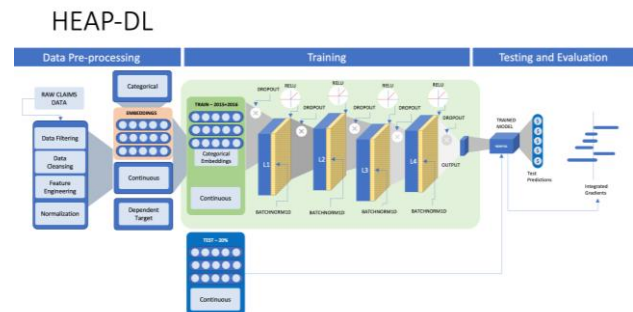 HEAP-DL
Data Pre-processing
Training
Testing and Evaluation
RAW CLAIMS
DATA
Data Filtering
Data
Cleansing
Feature
Engineering
Normalization
Categorical
EMBEDDINGS
Continuous
Dependent
Target
TRAIN – 2015+2016
Categorical
Embeddings
Continuous
DROPOUT
RELU
DROPOUT
RELU
DROPOUT
RELU
DROPOUT
RELU
DROPOUT
L1
L2
L3
L4
OUTPUT
BATCHNORM1D
BATCHNORM1D
BATCHNORM1D
BATCHNORM1D
TRAINED
MODEL
Test
Predictions
Integrated
Gradients
TEST – 20%
Continuous